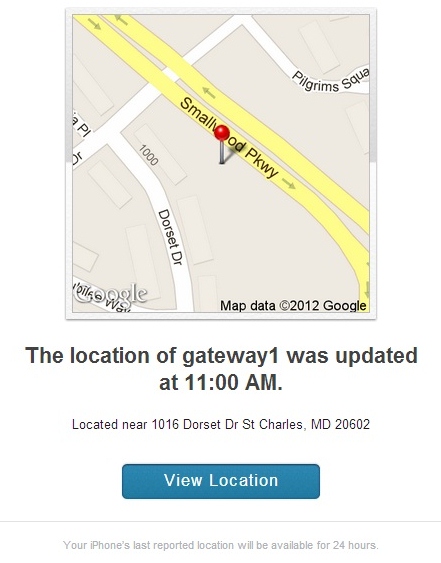 Pilgrims Squa
Smallwood Pkwy
a Pl
Dr
1000
Dorset Dr
Google
Map data ©2012 Google
The location of gateway1 was updated
at 11:00 AM.
Located near 1016 Dorset Dr St Charles, MD 20602
View Location
Your iPhone's last reported location will be available for 24 hours.